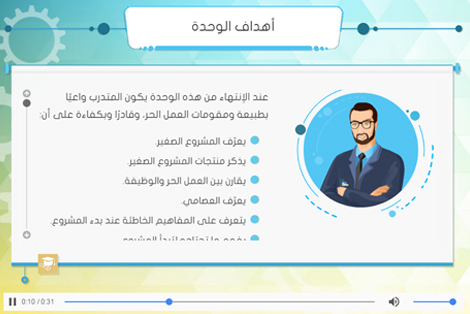 أهداف الوحدة
عند الإنتهاء من هذه الوحدة يكون المتدرب واعيًا
بطبيعة ومقومات العمل الحر، وقادرًا وبكفاءة على أن:
يعرّف المشروع الصغير.
يذكر منتجات المشروع الصغير.
يقارن بين العمل الحر والوظيفة.
يعرّف العصامي.
يتعرف على المفاهيم الخاطئة عند بدء المشروع.
0:10 / 0:31